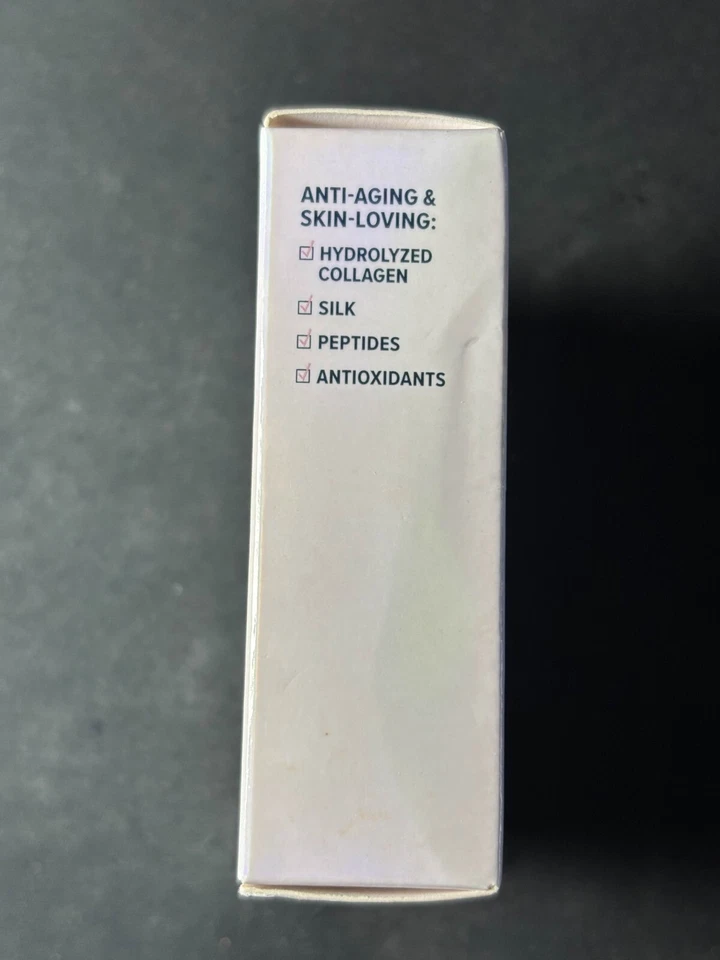 ANTI-AGING &
SKIN-LOVING:
HYDROLYZED
COLLAGEN
SILK
PEPTIDES
ANTIOXIDANTS